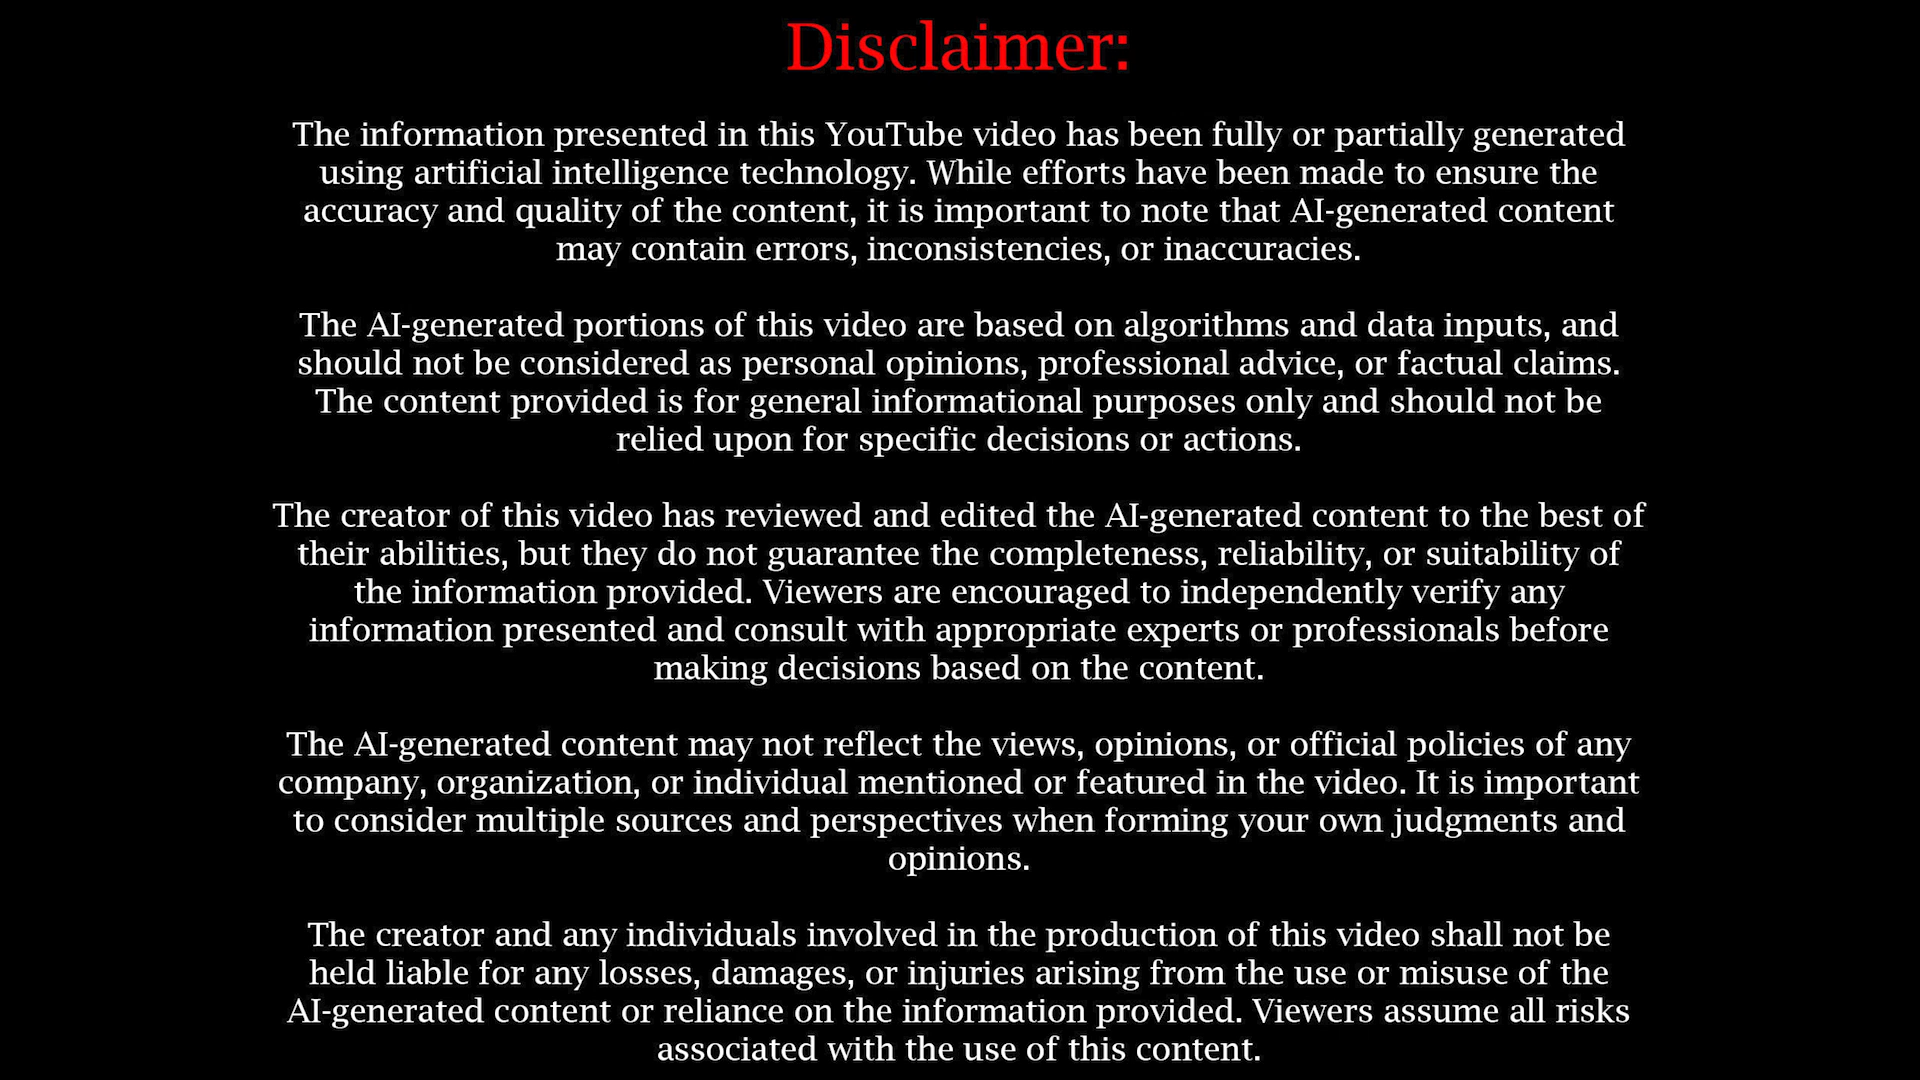 Disclaimer:
The information presented in this YouTube video has been fully or partially generated
using artificial intelligence technology. While efforts have been made to ensure the
accuracy and quality of the content, it is important to note that AI-generated content
may contain errors, inconsistencies, or inaccuracies.
The AI-generated portions of this video are based on algorithms and data inputs, and
should not be considered as personal opinions, professional advice, or factual claims.
The content provided is for general informational purposes only and should not be
relied upon for specific decisions or actions.
The creator of this video has reviewed and edited the AI-generated content to the best of
their abilities, but they do not guarantee the completeness, reliability, or suitability of
the information provided. Viewers are encouraged to independently verify any
information presented and consult with appropriate experts or professionals before
making decisions based on the content.
The AI-generated content may not reflect the views, opinions, or official policies of any
company, organization, or individual mentioned or featured in the video. It is important
to consider multiple sources and perspectives when forming your own judgments and
opinions.
The creator and any individuals involved in the production of this video shall not be
held liable for any losses, damages, or injuries arising from the use or misuse of the
AI-generated content or reliance on the information provided. Viewers assume all risks
associated with the use of this content.